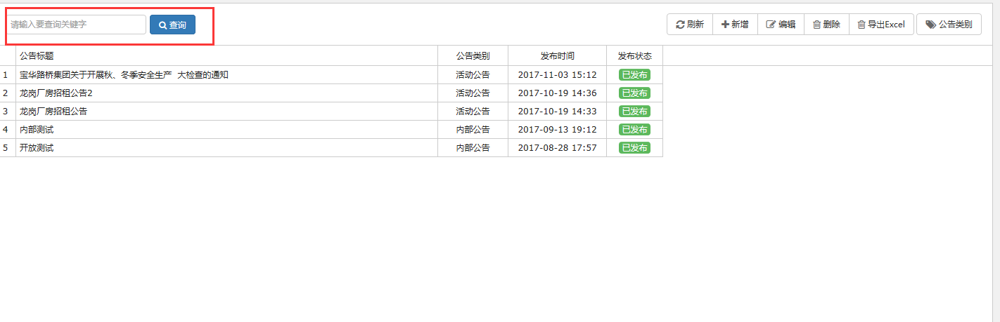 请输入要查询关键字 查询 刷新 新增 编辑 删除 导出Excel 公告类别
公告标题 公告类别 发布时间 发布状态
1 宝华路桥集团关于开展秋、冬季安全生产 大检查的通知 活动公告 2017-11-03 15:12 已发布
2 龙岗厂房招租公告2 活动公告 2017-10-19 14:36 已发布
3 龙岗厂房招租公告 活动公告 2017-10-19 14:33 已发布
4 内部测试 内部公告 2017-09-13 19:12 已发布
5 开放测试 内部公告 2017-08-28 17:57 已发布